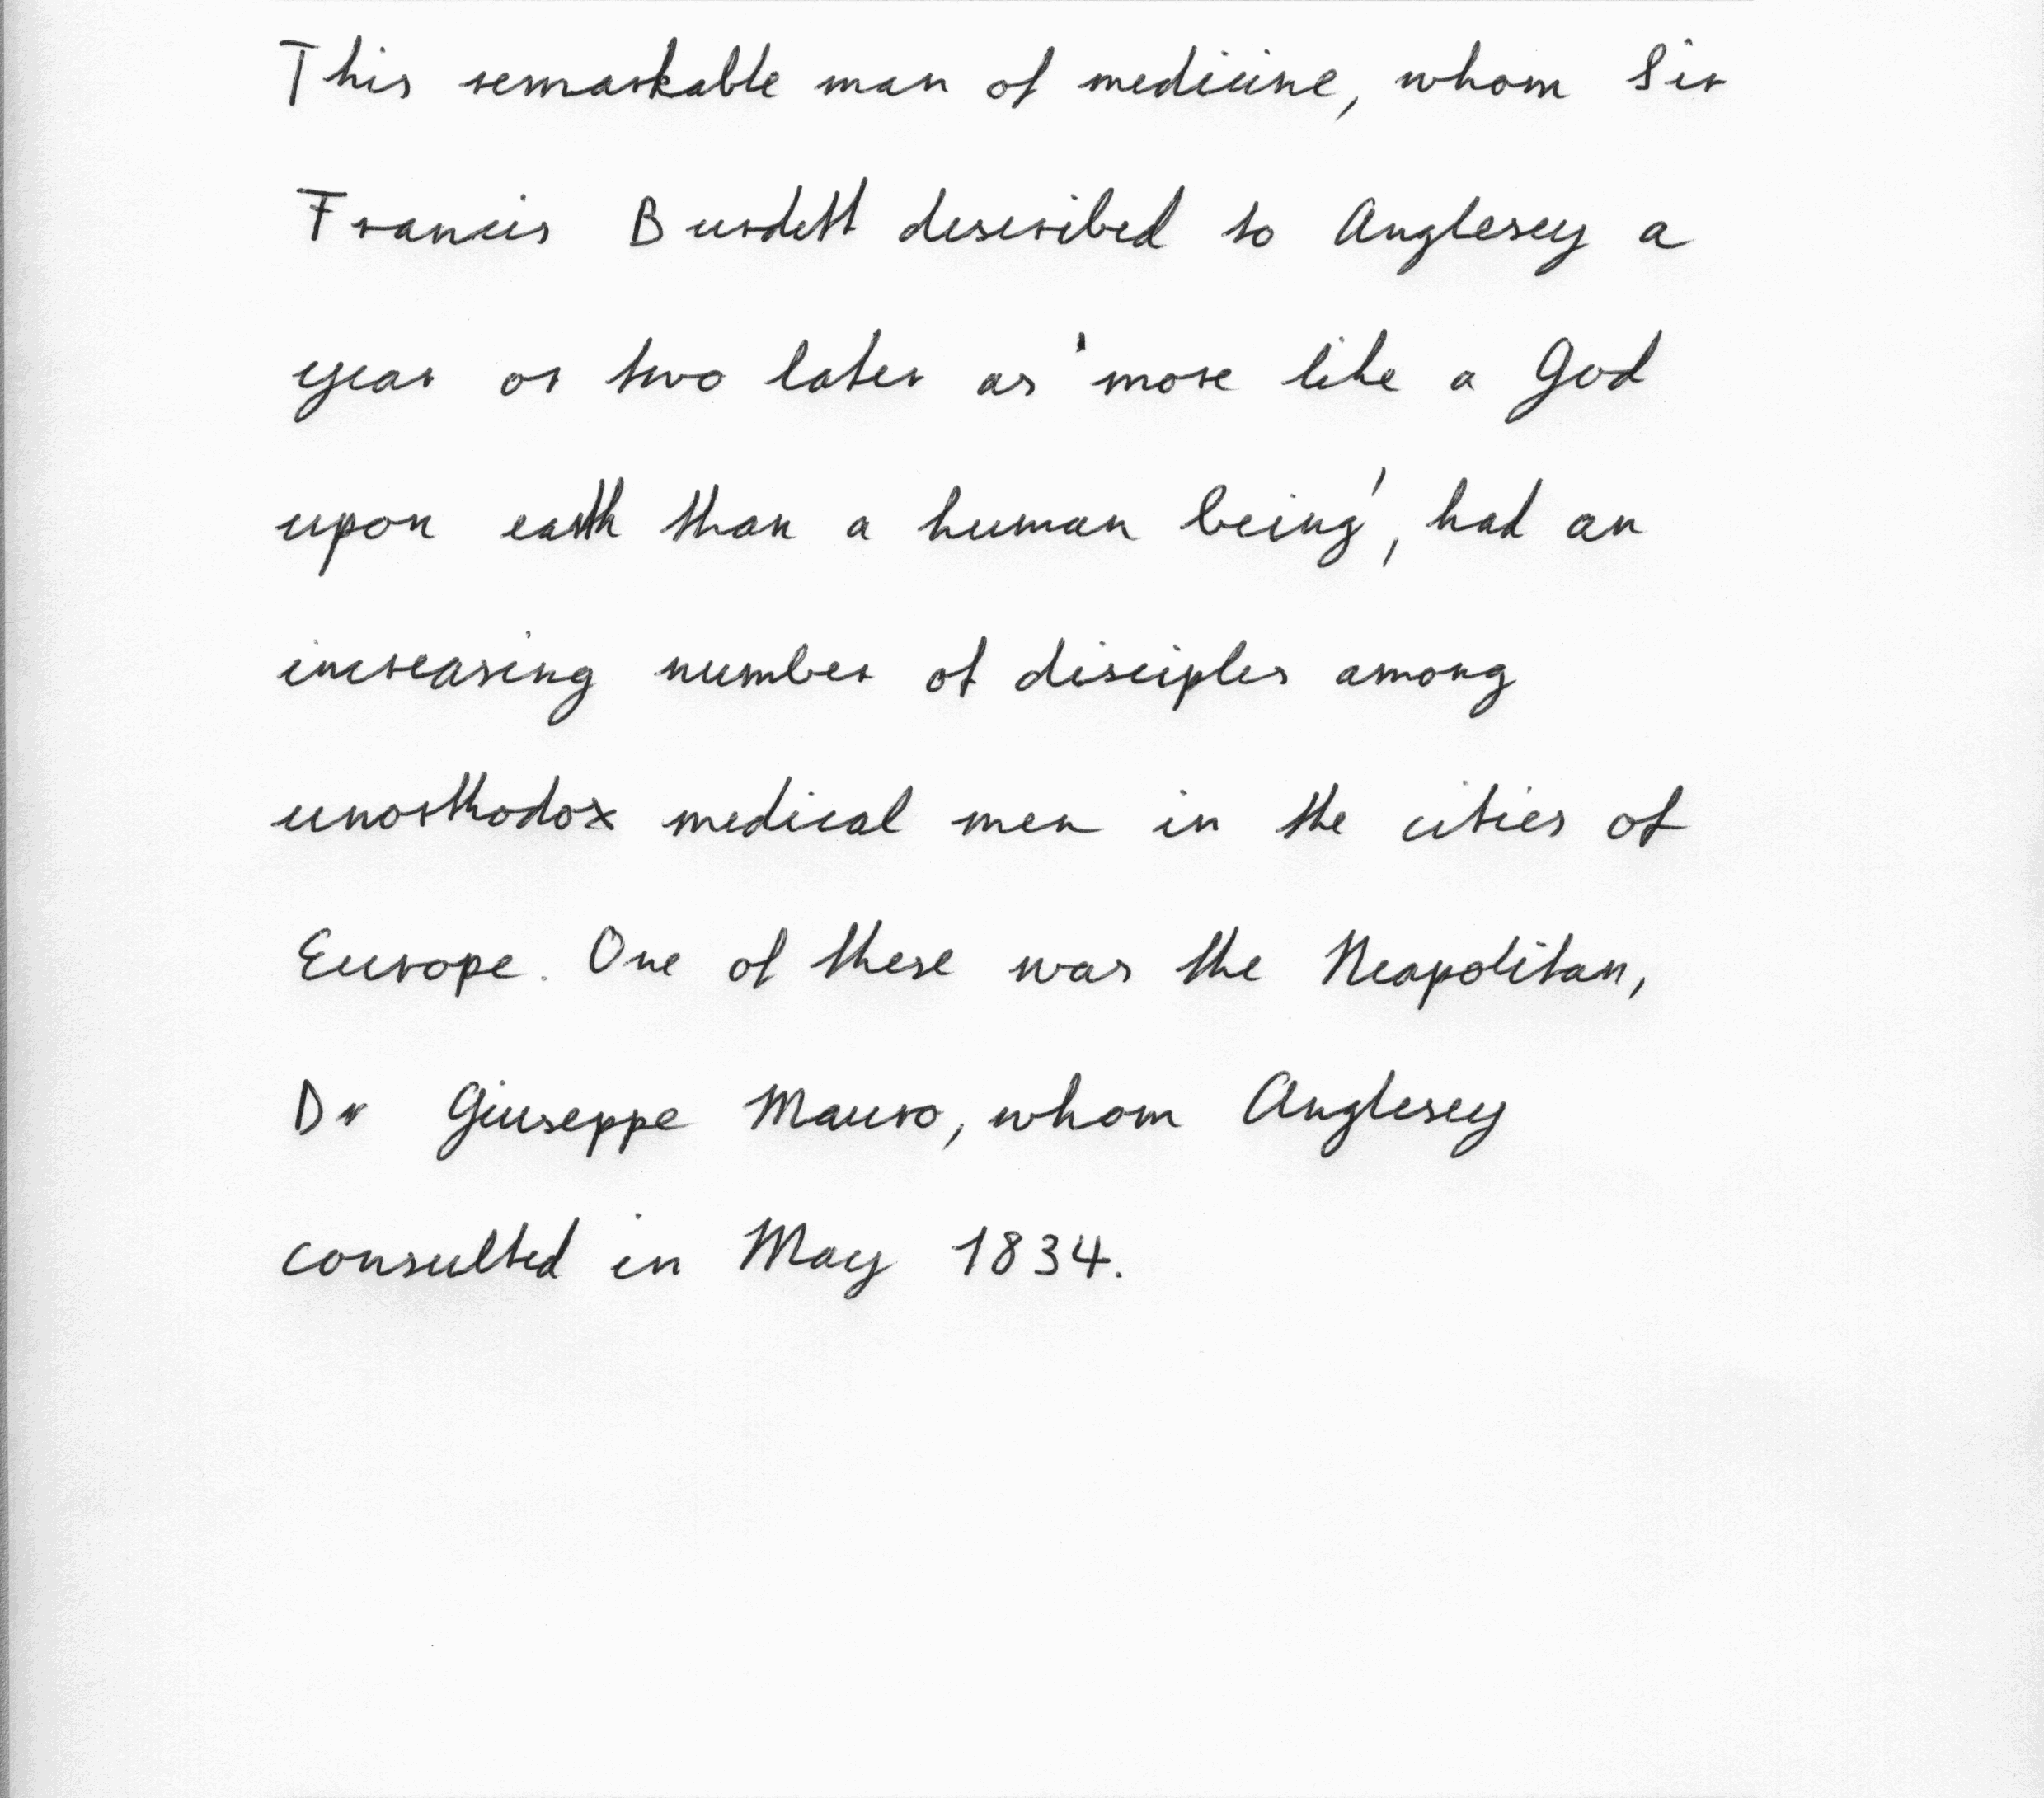 This remarkable man of medicine, whom Sir
Francis Burdett described to Anglesey a
year or two later as 'more like a God
upon earth than a human being', had an
increasing number of disciples among
unorthodox medical men in the cities of
Europe. One of these was the Neapolitan,
Dr Giuseppe Mauro, whom Anglesey
consulted in May 1834.